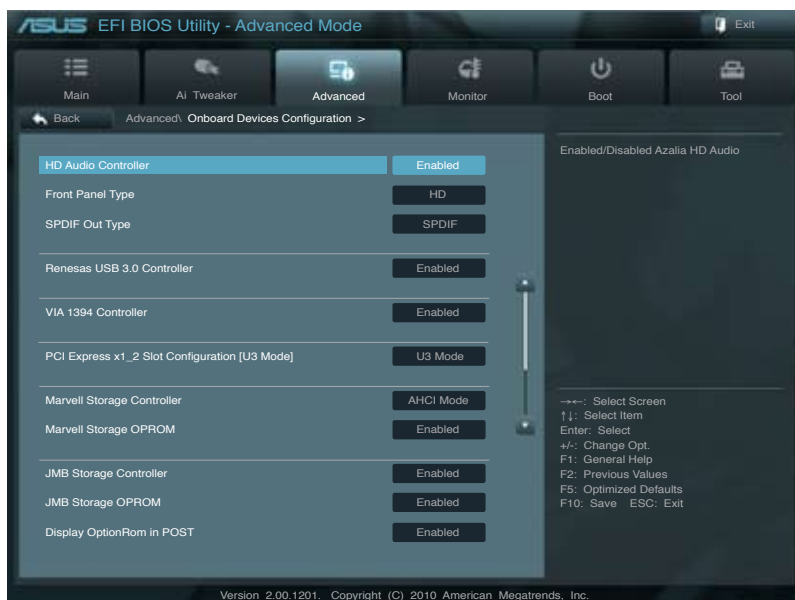 ASUS EFI BIOS Utility - Advanced Mode
Exit
Main Ai Tweaker Advanced Monitor Boot Tool
Back Advanced\ Onboard Devices Configuration >
HD Audio Controller Enabled
Front Panel Type HD
SPDIF Out Type SPDIF
Renesas USB 3.0 Controller Enabled
VIA 1394 Controller Enabled
PCI Express x1_2 Slot Configuration [U3 Mode] U3 Mode
Marvell Storage Controller AHCI Mode
Marvell Storage OPROM Enabled
JMB Storage Controller Enabled
JMB Storage OPROM Enabled
Display OptionRom in POST Enabled
Enabled/Disabled Azalia HD Audio
→←: Select Screen
↑↓: Select Item
Enter: Select
+/-: Change Opt.
F1: General Help
F2: Previous Values
F5: Optimized Defaults
F10: Save ESC: Exit
Version 2.00.1201. Copyright (C) 2010 American Megatrends, Inc.